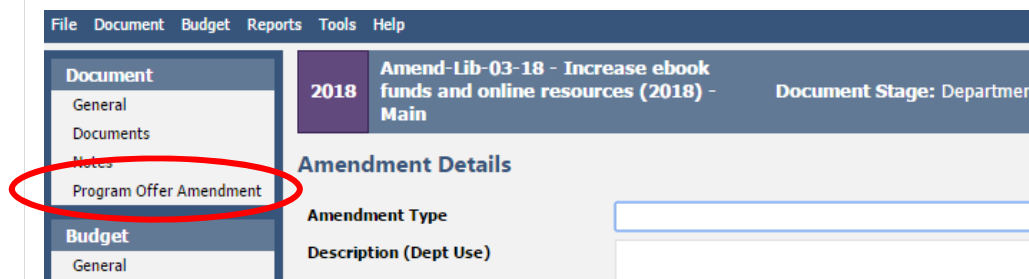 File Document Budget Reports Tools Help
Document
General
Documents
Notes
Program Offer Amendment
Budget
General
2018
Amend-Lib-03-18 - Increase ebook
funds and online resources (2018) -
Main
Document Stage: Departmen
Amendment Details
Amendment Type
Description (Dept Use)